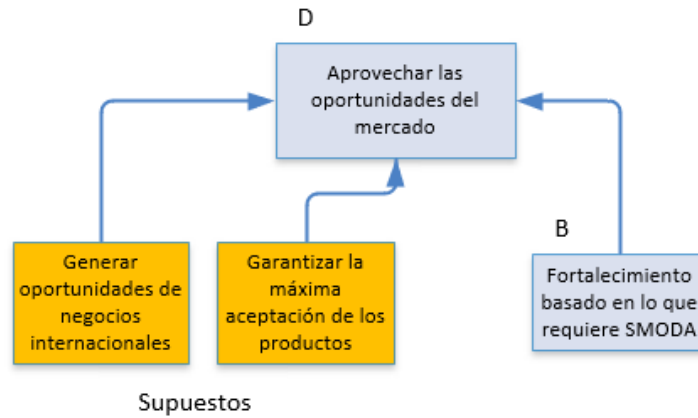 D
Aprovechar las
oportunidades del
mercado
Generar
oportunidades de
negocios
internacionales
Garantizar la
máxima
aceptación de los
productos
B
Fortalecimiento
basado en lo que
requiere SMODA
Supuestos